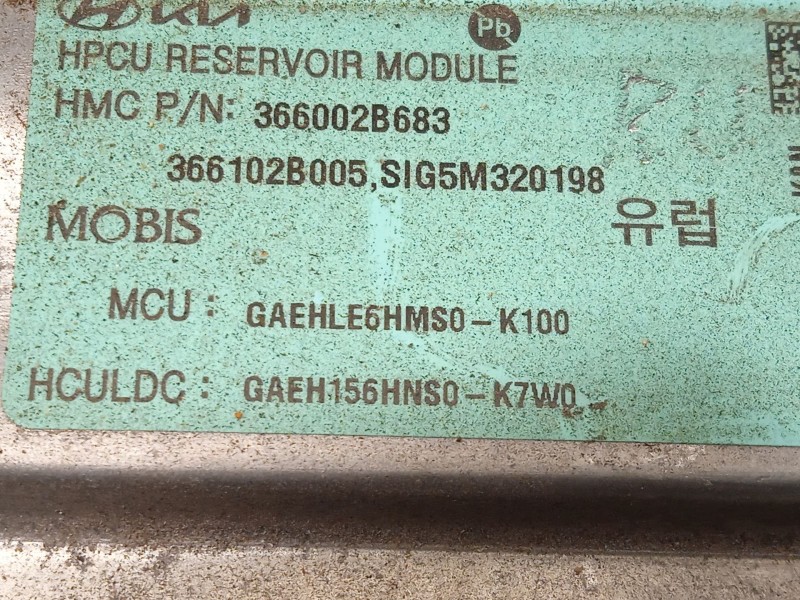 Pb
HPCU RESERVOIR MODULE
HMC P/N: 366002B683
366102B005,SIG5M320198
MOBIS 유럽
MCU : GAEHLE6HMS0-K100
HCULDC : GAEH156HNS0-K7W0